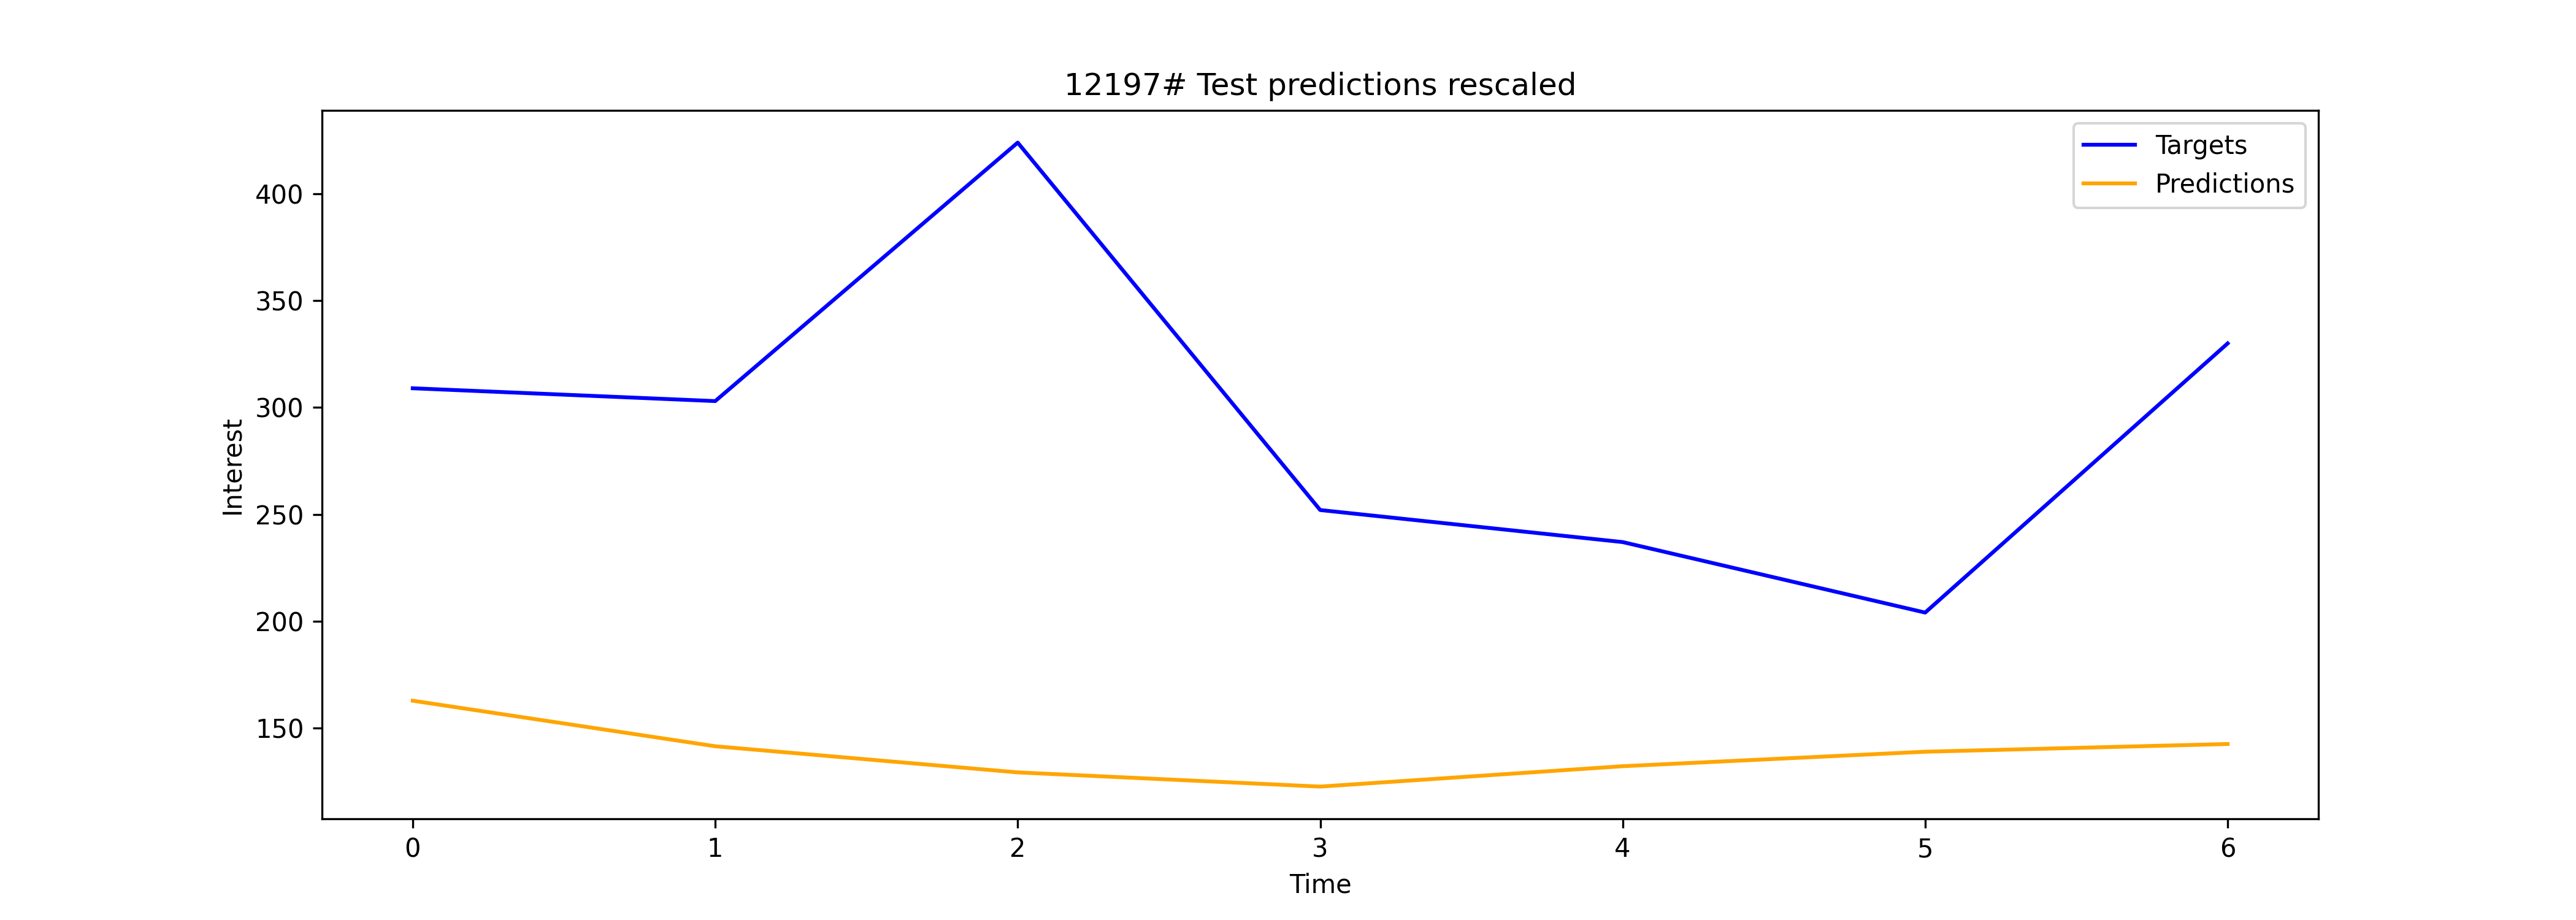 12197# Test predictions rescaled
Targets
Predictions
400
350
300
250
200
150
Interest
0 1 2 3 4 5 6
Time